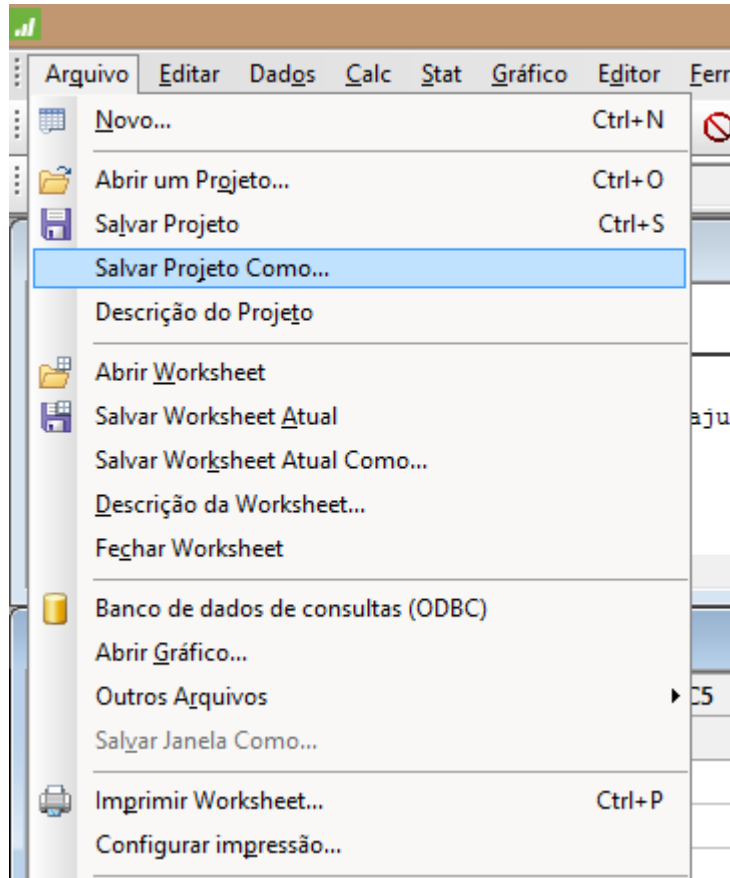 Arquivo Editar Dados Calc Stat Gráfico Editor Ferr
Novo... Ctrl+N
Abrir um Projeto... Ctrl+O
Salvar Projeto Ctrl+S
Salvar Projeto Como...
Descrição do Projeto
Abrir Worksheet
Salvar Worksheet Atual
aju
Salvar Worksheet Atual Como...
Descrição da Worksheet...
Fechar Worksheet
Banco de dados de consultas (ODBC)
Abrir Gráfico...
Outros Arquivos
C5
Salvar Janela Como...
Imprimir Worksheet... Ctrl+P
Configurar impressão...